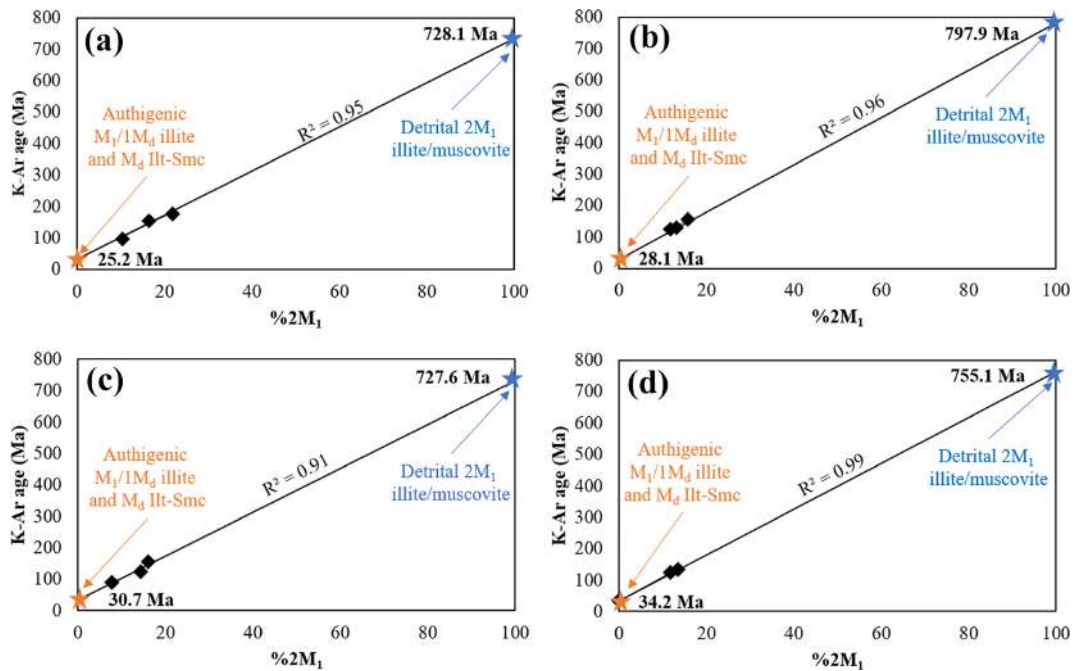 (a)
800
700
600
500
400
300
200
100
0
K-Ar age (Ma)
728.1 Ma
Authigenic
M₁/1M_d illite
and M_d Ilt-Smc
R² = 0.95
Detrital 2M₁
illite/muscovite
25.2 Ma
0 20 40 60 80 100
%2M₁
(b)
800
700
600
500
400
300
200
100
0
K-Ar age (Ma)
797.9 Ma
Authigenic
M₁/1M_d illite
and M_d Ilt-Smc
R² = 0.96
Detrital 2M₁
illite/muscovite
28.1 Ma
0 20 40 60 80 100
%2M₁
(c)
800
700
600
500
400
300
200
100
0
K-Ar age (Ma)
727.6 Ma
Authigenic
M₁/1M_d illite
and M_d Ilt-Smc
R² = 0.91
Detrital 2M₁
illite/muscovite
30.7 Ma
0 20 40 60 80 100
%2M₁
(d)
800
700
600
500
400
300
200
100
0
K-Ar age (Ma)
755.1 Ma
Authigenic
M₁/1M_d illite
and M_d Ilt-Smc
R² = 0.99
Detrital 2M₁
illite/muscovite
34.2 Ma
0 20 40 60 80 100
%2M₁